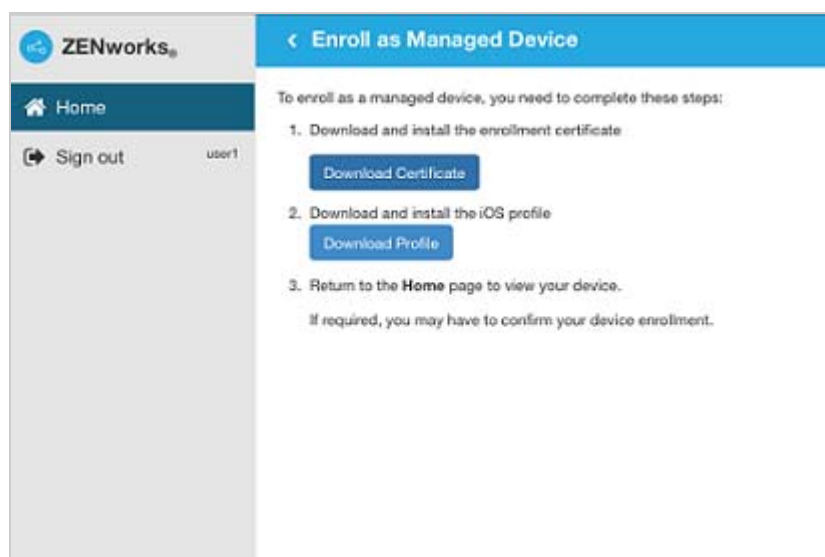 ZENworks®
Home
Sign out user1
Enroll as Managed Device
To enroll as a managed device, you need to complete these steps:
1. Download and install the enrollment certificate
Download Certificate
2. Download and install the iOS profile
Download Profile
3. Return to the Home page to view your device.
If required, you may have to confirm your device enrollment.